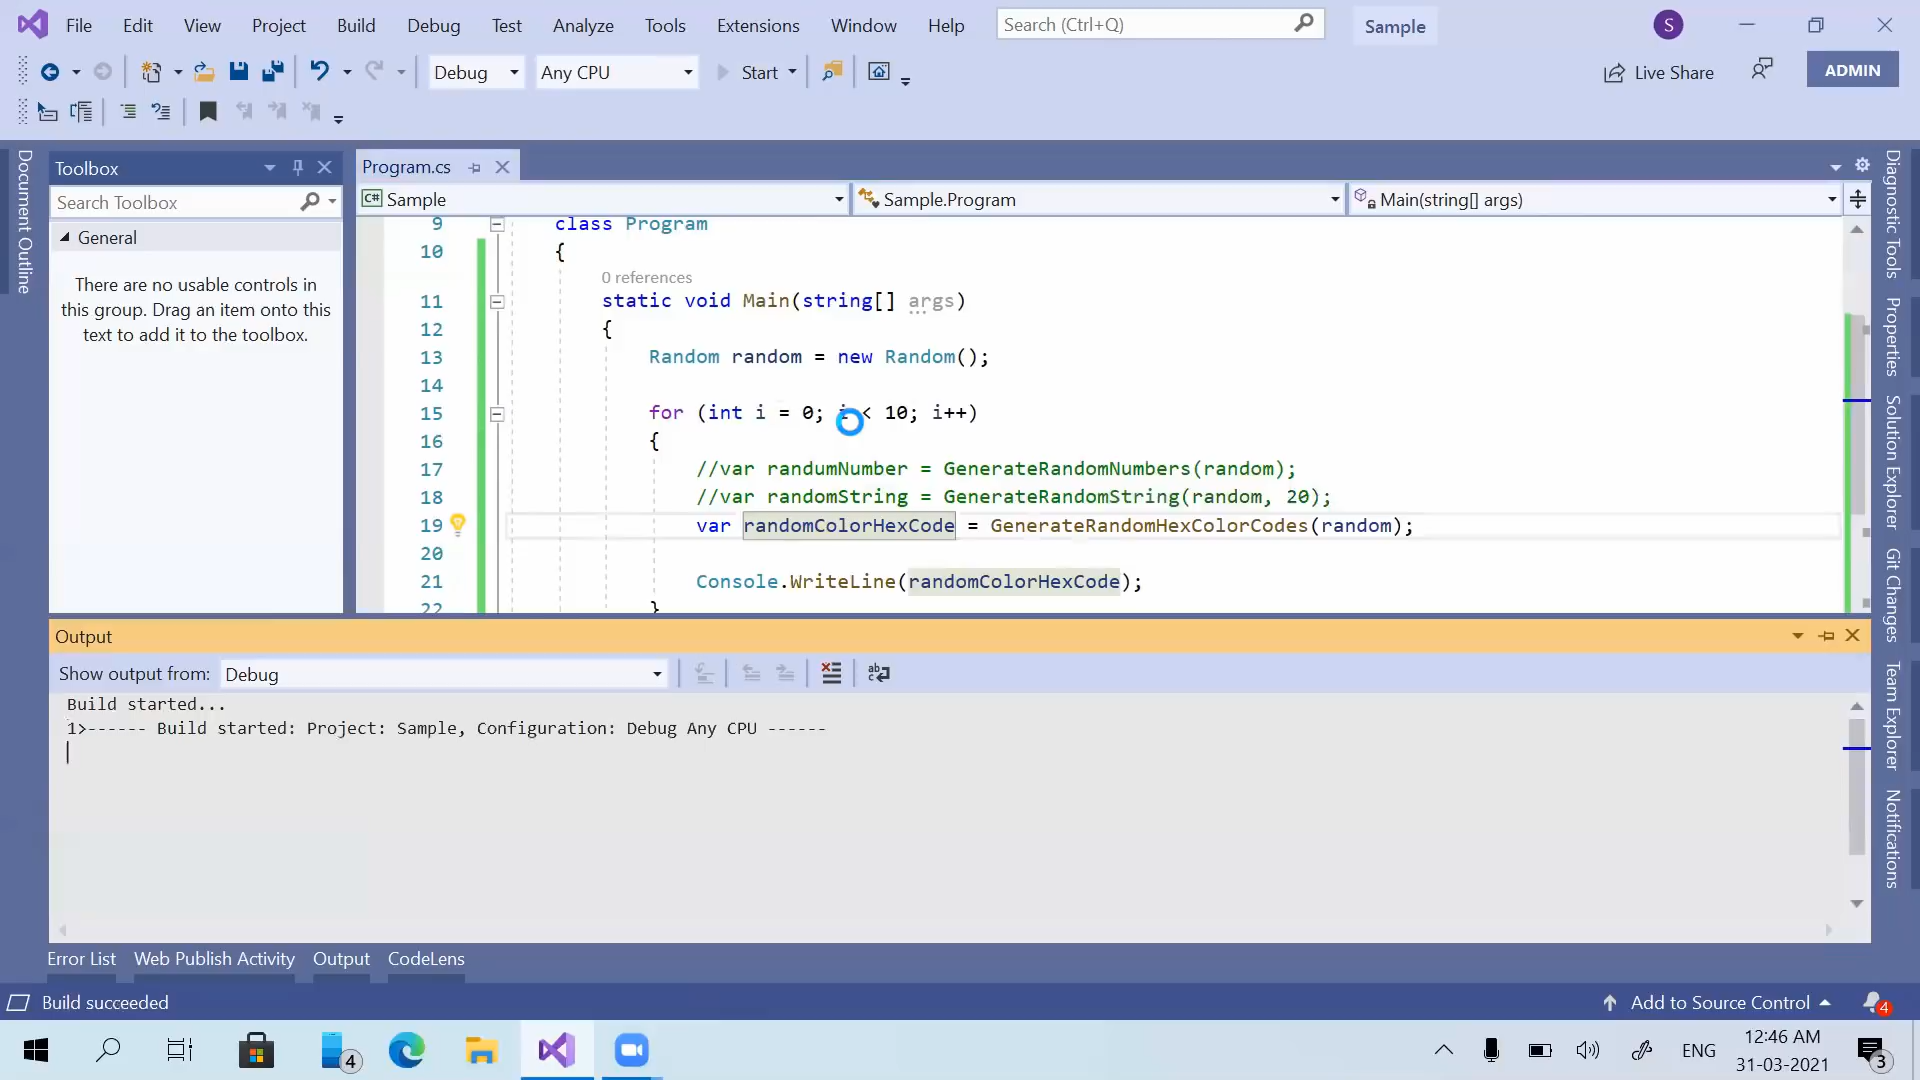 File Edit View Project Build Debug Test Analyze Tools Extensions Window Help Search (Ctrl+Q) Sample S
Debug Any CPU Start Live Share ADMIN
Document Outline
Toolbox
Search Toolbox
General
There are no usable controls in
this group. Drag an item onto this
text to add it to the toolbox.
Program.cs
C# Sample Sample.Program Main(string[] args)
9 class Program
10 {
0 references
11 static void Main(string[] args)
12 {
13 Random random = new Random();
14
15 for (int i = 0; i < 10; i++)
16 {
17 //var randumNumber = GenerateRandomNumbers(random);
18 //var randomString = GenerateRandomString(random, 20);
19 var randomColorHexCode = GenerateRandomHexColorCodes(random);
20
21 Console.WriteLine(randomColorHexCode);
22 }
Diagnostic Tools
Properties
Solution Explorer
Git Changes
Team Explorer
Notifications
Output
Show output from: Debug
Build started...
1>------ Build started: Project: Sample, Configuration: Debug Any CPU ------
Error List Web Publish Activity Output CodeLens
Build succeeded Add to Source Control 4
4 ENG 12:46 AM
31-03-2021 3